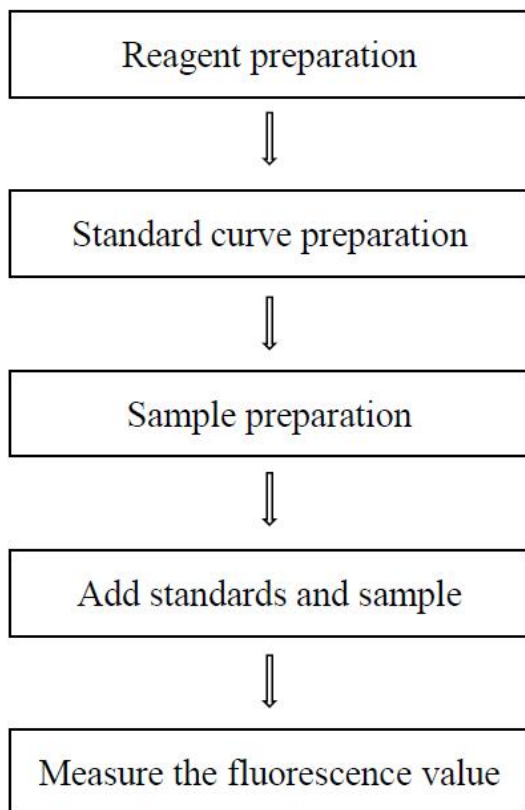 Reagent preparation
Standard curve preparation
Sample preparation
Add standards and sample
Measure the fluorescence value